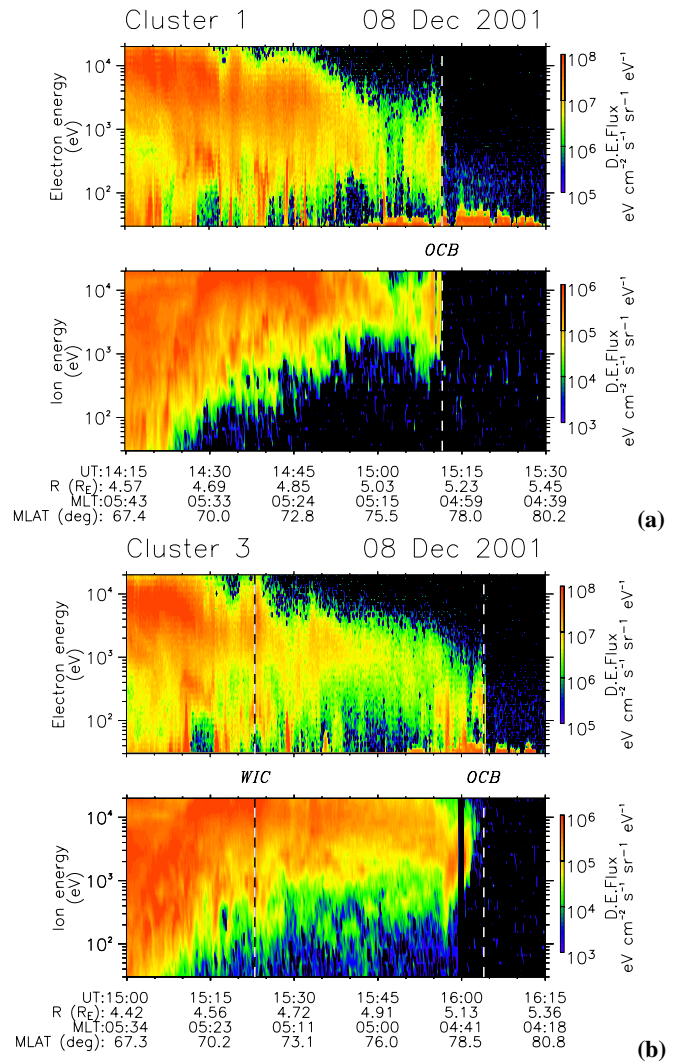 Cluster 1 08 Dec 2001
Electron energy (eV)
10⁴
10³
10²
10⁸
10⁷
10⁶
10⁵
D.E.Flux
eV cm⁻² s⁻¹ sr⁻¹ eV⁻¹
OCB
Ion energy (eV)
10⁴
10³
10²
10⁶
10⁵
10⁴
10³
D.E.Flux
eV cm⁻² s⁻¹ sr⁻¹ eV⁻¹
UT: 14:15 14:30 14:45 15:00 15:15 15:30
R (R_E): 4.57 4.69 4.85 5.03 5.23 5.45
MLT: 05:43 05:33 05:24 05:15 04:59 04:39
MLAT (deg): 67.4 70.0 72.8 75.5 78.0 80.2
(a)
Cluster 3 08 Dec 2001
Electron energy (eV)
10⁴
10³
10²
10⁸
10⁷
10⁶
10⁵
D.E.Flux
eV cm⁻² s⁻¹ sr⁻¹ eV⁻¹
WIC OCB
Ion energy (eV)
10⁴
10³
10²
10⁶
10⁵
10⁴
10³
D.E.Flux
eV cm⁻² s⁻¹ sr⁻¹ eV⁻¹
UT: 15:00 15:15 15:30 15:45 16:00 16:15
R (R_E): 4.42 4.56 4.72 4.91 5.13 5.36
MLT: 05:34 05:23 05:11 05:00 04:41 04:18
MLAT (deg): 67.3 70.2 73.1 76.0 78.5 80.8
(b)